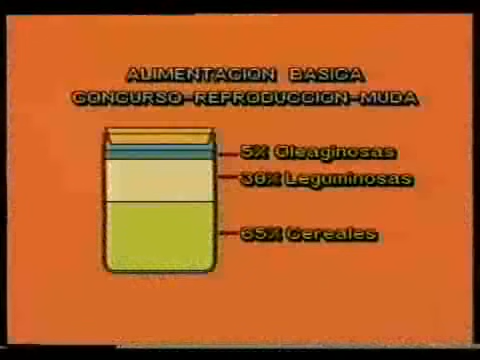 ALIMENTACION BASICA
CONCURSO-REPRODUCCION-MUDA
5% Oleaginosas
30% Leguminosas
65% Cereales